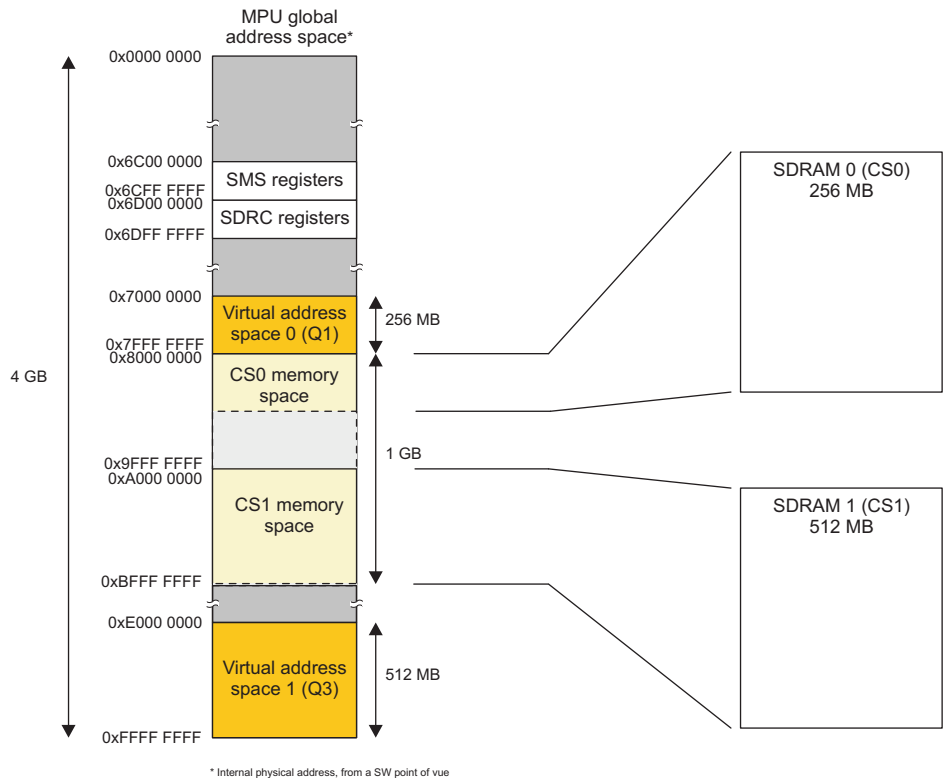 MPU global
address space*
0x0000 0000
0x6C00 0000
SMS registers
0x6CFF FFFF
0x6D00 0000
SDRC registers
0x6DFF FFFF
0x7000 0000
Virtual address
space 0 (Q1)
256 MB
0x7FFF FFFF
0x8000 0000
4 GB
CS0 memory
space
1 GB
0x9FFF FFFF
0xA000 0000
CS1 memory
space
0xBFFF FFFF
0xE000 0000
Virtual address
space 1 (Q3)
512 MB
0xFFFF FFFF
SDRAM 0 (CS0)
256 MB
SDRAM 1 (CS1)
512 MB
* Internal physical address, from a SW point of vue